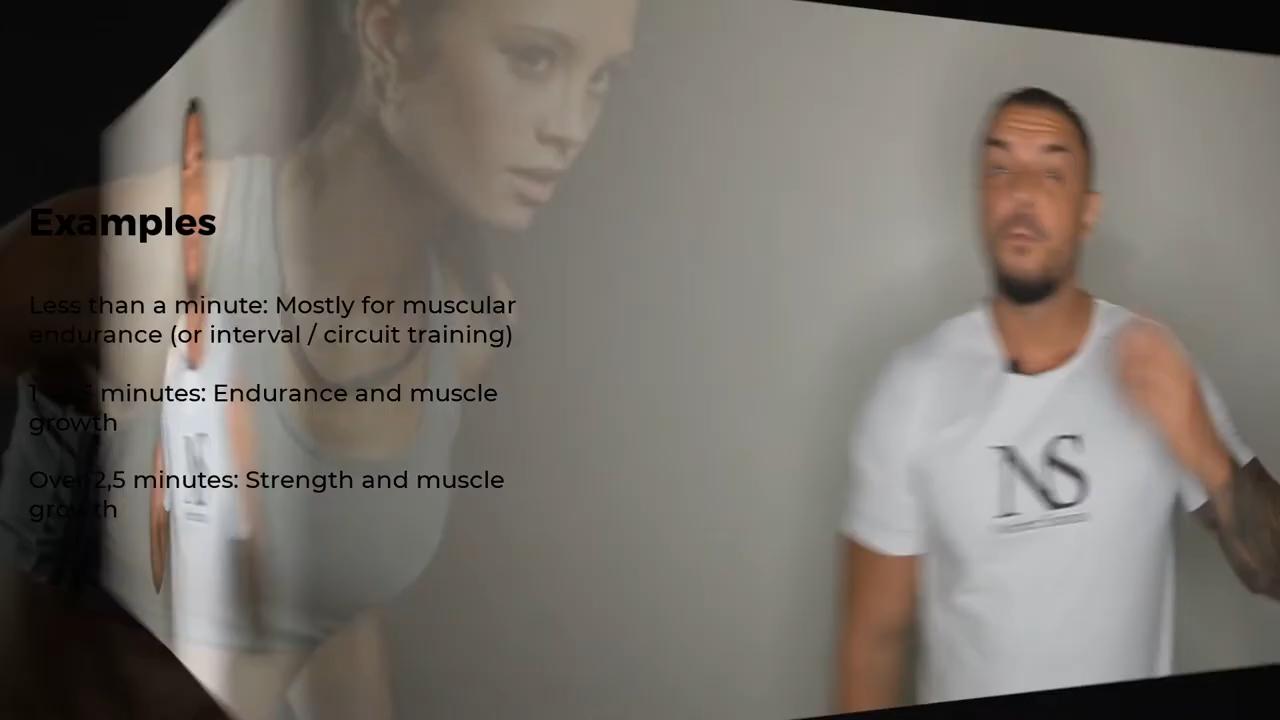 Examples
Less than a minute: Mostly for muscular
endurance (or interval / circuit training)
1 minutes: Endurance and muscle
growth
Over 2,5 minutes: Strength and muscle
growth
NS